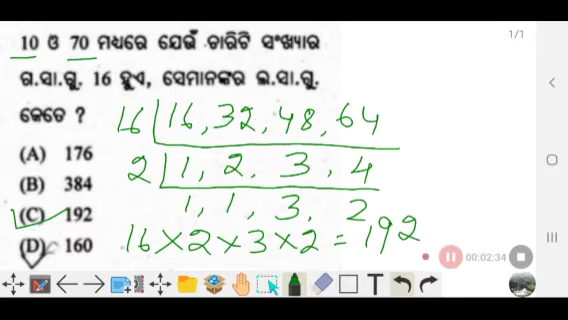 1/1
10 ଓ 70 ମଧ୍ୟରେ ଯେଉଁ ଚାରିଟି ସଂଖ୍ୟାର
ଗ.ସା.ଗୁ. 16 ହୁଏ, ସେମାନଙ୍କର ଲ.ସା.ଗୁ.
କେତେ ?
16 16, 32, 48, 64
(A) 176
2 1, 2, 3, 4
(B) 384
1, 1, 3, 2
(C) 192
16 × 2 × 3 × 2 = 192
(D) 160
00:02:34
T